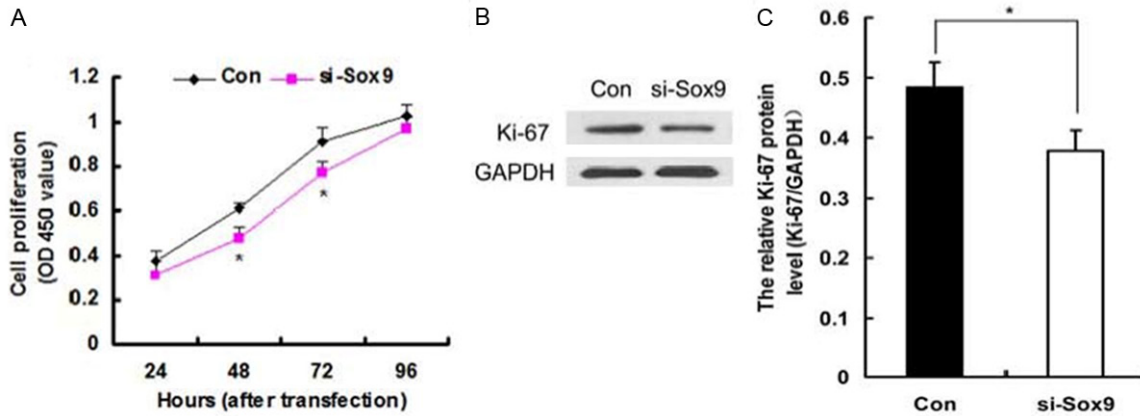 A
Con si-Sox9
1.2
1
0.8
0.6
0.4
0.2
0
Cell proliferation
(OD 450 value)
*
*
24 48 72 96
Hours (after transfection)
B
Con si-Sox9
Ki-67
GAPDH
C
*
0.6
0.5
0.4
0.3
0.2
0.1
0
The relative Ki-67 protein
level (Ki-67/GAPDH)
Con si-Sox9